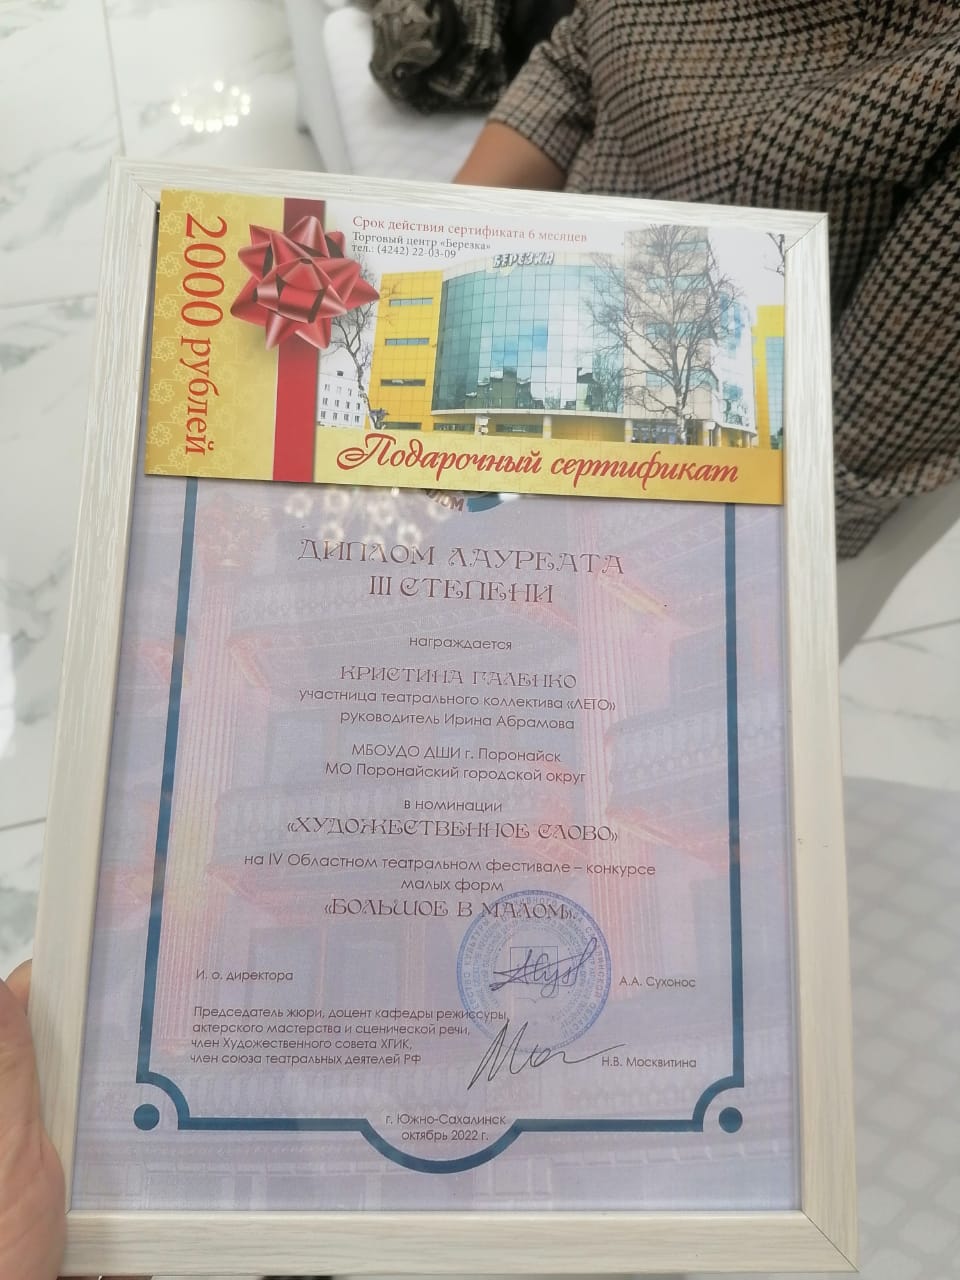 2000 рублей
Срок действия сертификата 6 месяцев
Торговый центр «Березка»
тел.: (4242) 22-03-09
БЕРЕЗКА
Подарочный сертификат
ДИПЛОМ ЛАУРЕАТА
III СТЕПЕНИ
награждается
КРИСТИНА ГАЛЕНКО
участница театрального коллектива «ЛЕТО»
руководитель Ирина Абрамова
МБОУДО ДШИ г. Поронайск
МО Поронайский городской округ
в номинации
«ХУДОЖЕСТВЕННОЕ СЛОВО»
на IV Областном театральном фестивале – конкурсе
малых форм
«БОЛЬШОЕ В МАЛОМ»
И. о. директора
А.А. Сухонос
Председатель жюри, доцент кафедры режиссуры,
актерского мастерства и сценической речи,
член Художественного совета ХГИК,
член союза театральных деятелей РФ
Н.В. Москвитина
г. Южно-Сахалинск
октябрь 2022 г.